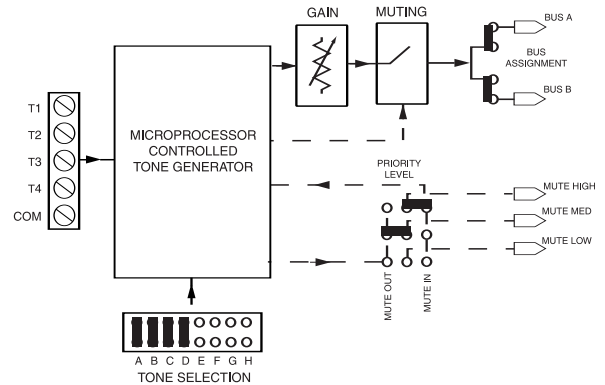 GAIN
MUTING
BUS A
BUS
ASSIGNMENT
BUS B
T1
T2
T3
T4
COM
MICROPROCESSOR
CONTROLLED
TONE GENERATOR
PRIORITY
LEVEL
MUTE HIGH
MUTE MED
MUTE LOW
MUTE OUT
MUTE IN
A B C D E F G H
TONE SELECTION